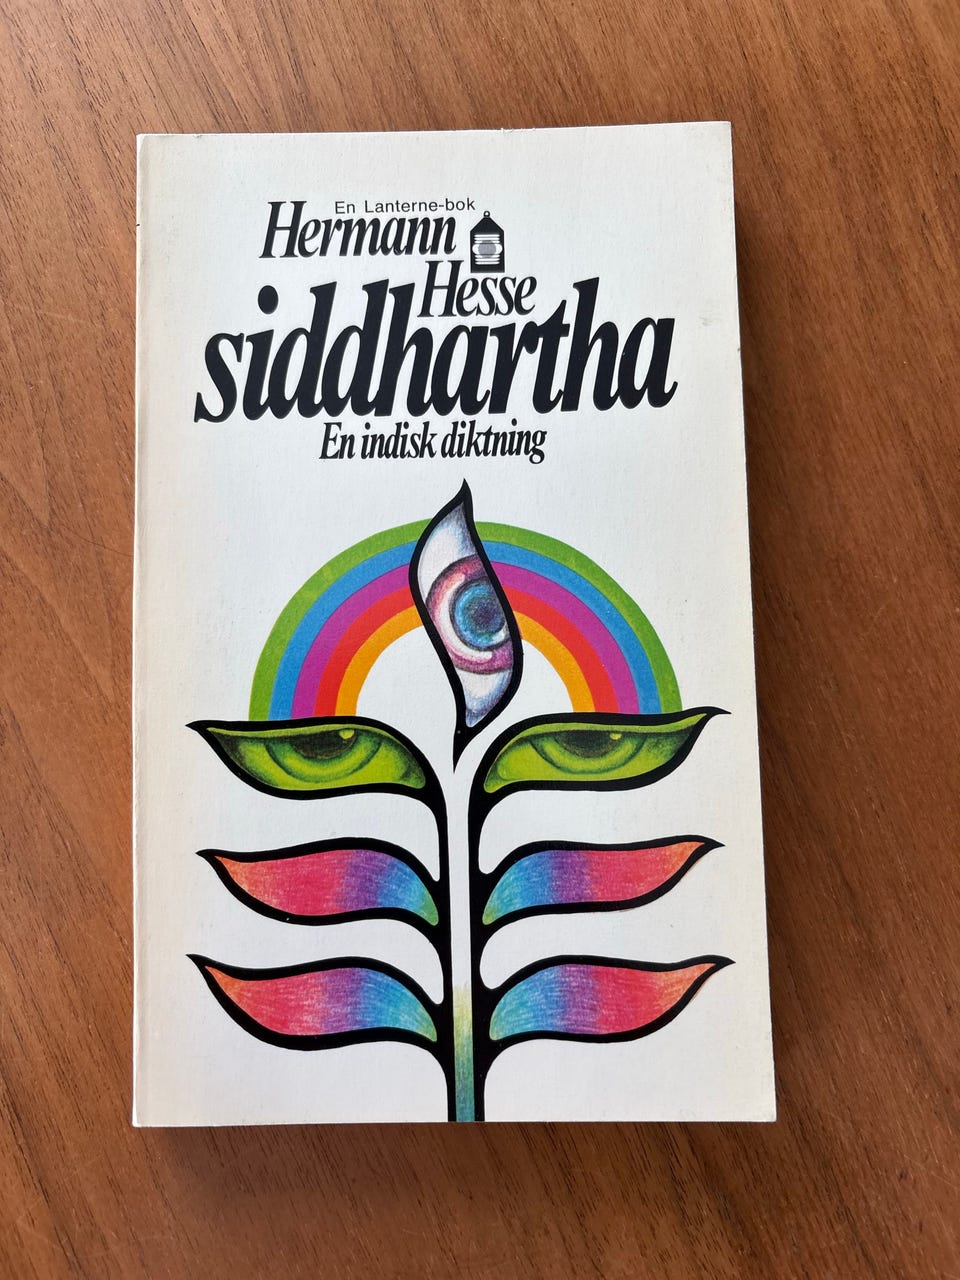 En Lanterne-bok
Hermann
Hesse
siddhartha
En indisk diktning